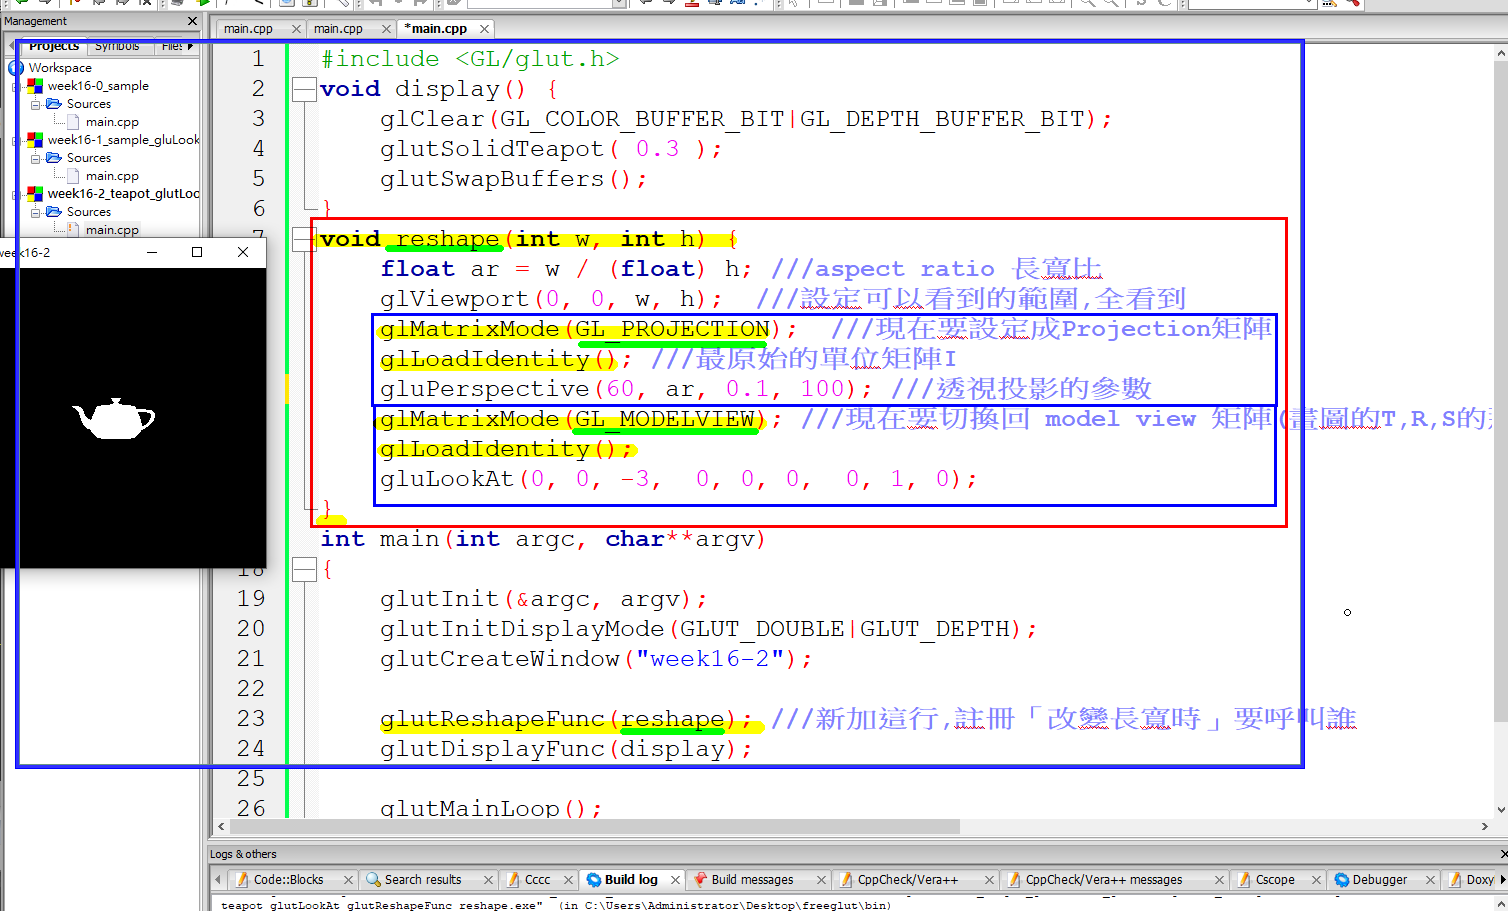 Management
Projects
Symbols
Files
main.cpp
main.cpp
*main.cpp
Workspace
week16-0_sample
Sources
main.cpp
week16-1_sample_gluLook
Sources
main.cpp
week16-2_teapot_glutLoo
Sources
main.cpp
week16-2
1 #include <GL/glut.h>
2 void display() {
3 glClear(GL_COLOR_BUFFER_BIT|GL_DEPTH_BUFFER_BIT);
4 glutSolidTeapot( 0.3 );
5 glutSwapBuffers();
6 }
7 void reshape(int w, int h) {
float ar = w / (float) h; ///aspect ratio 長寬比
glViewport(0, 0, w, h); ///設定可以看到的範圍,全看到
glMatrixMode(GL_PROJECTION); ///現在要設定成Projection矩陣
glLoadIdentity(); ///最原始的單位矩陣I
gluPerspective(60, ar, 0.1, 100); ///透視投影的參數
glMatrixMode(GL_MODELVIEW); ///現在要切換回 model view 矩陣(畫圖的T,R,S的
glLoadIdentity();
gluLookAt(0, 0, -3, 0, 0, 0, 0, 1, 0);
}
int main(int argc, char**argv)
18 {
19 glutInit(&argc, argv);
20 glutInitDisplayMode(GLUT_DOUBLE|GLUT_DEPTH);
21 glutCreateWindow("week16-2");
22
23 glutReshapeFunc(reshape); ///新加這行,註冊「改變長寬時」要呼叫誰
24 glutDisplayFunc(display);
25
26 glutMainLoop();
Logs & others
Code::Blocks
Search results
Cccc
Build log
Build messages
CppCheck/Vera++
CppCheck/Vera++ messages
Cscope
Debugger
Doxy
teapot_glutLookAt_glutReshapeFunc_reshape.exe" (in C:\Users\Administrator\Desktop\freeglut\bin)